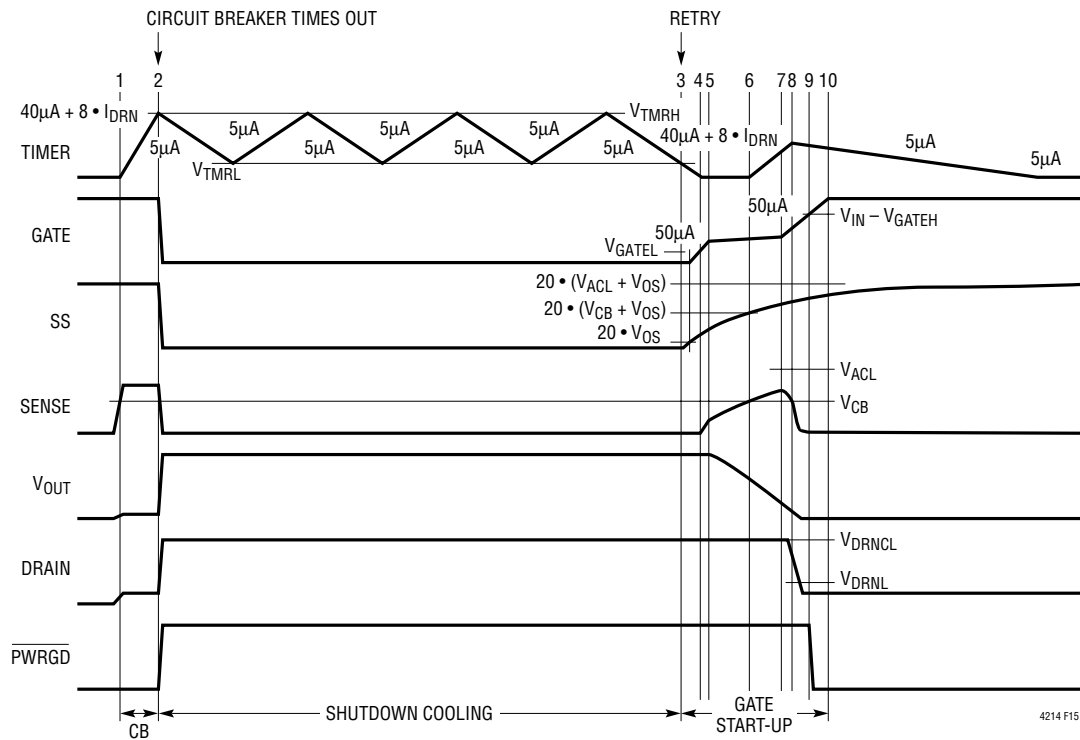 CIRCUIT BREAKER TIMES OUT
RETRY
1 2 3 4 5 6 7 8 9 10
40µA + 8 • IDRN
VTMRH
5µA 5µA 5µA
40µA + 8 • IDRN
TIMER
5µA 5µA 5µA 5µA
5µA
5µA
VTMRL
50µA
VIN – VGATEH
GATE
50µA
VGATEL
20 • (VACL + VOS)
20 • (VCB + VOS)
SS
20 • VOS
VACL
SENSE
VCB
VOUT
VDRNCL
DRAIN
VDRNL
PWRGD
CB
SHUTDOWN COOLING
GATE
START-UP
4214 F15